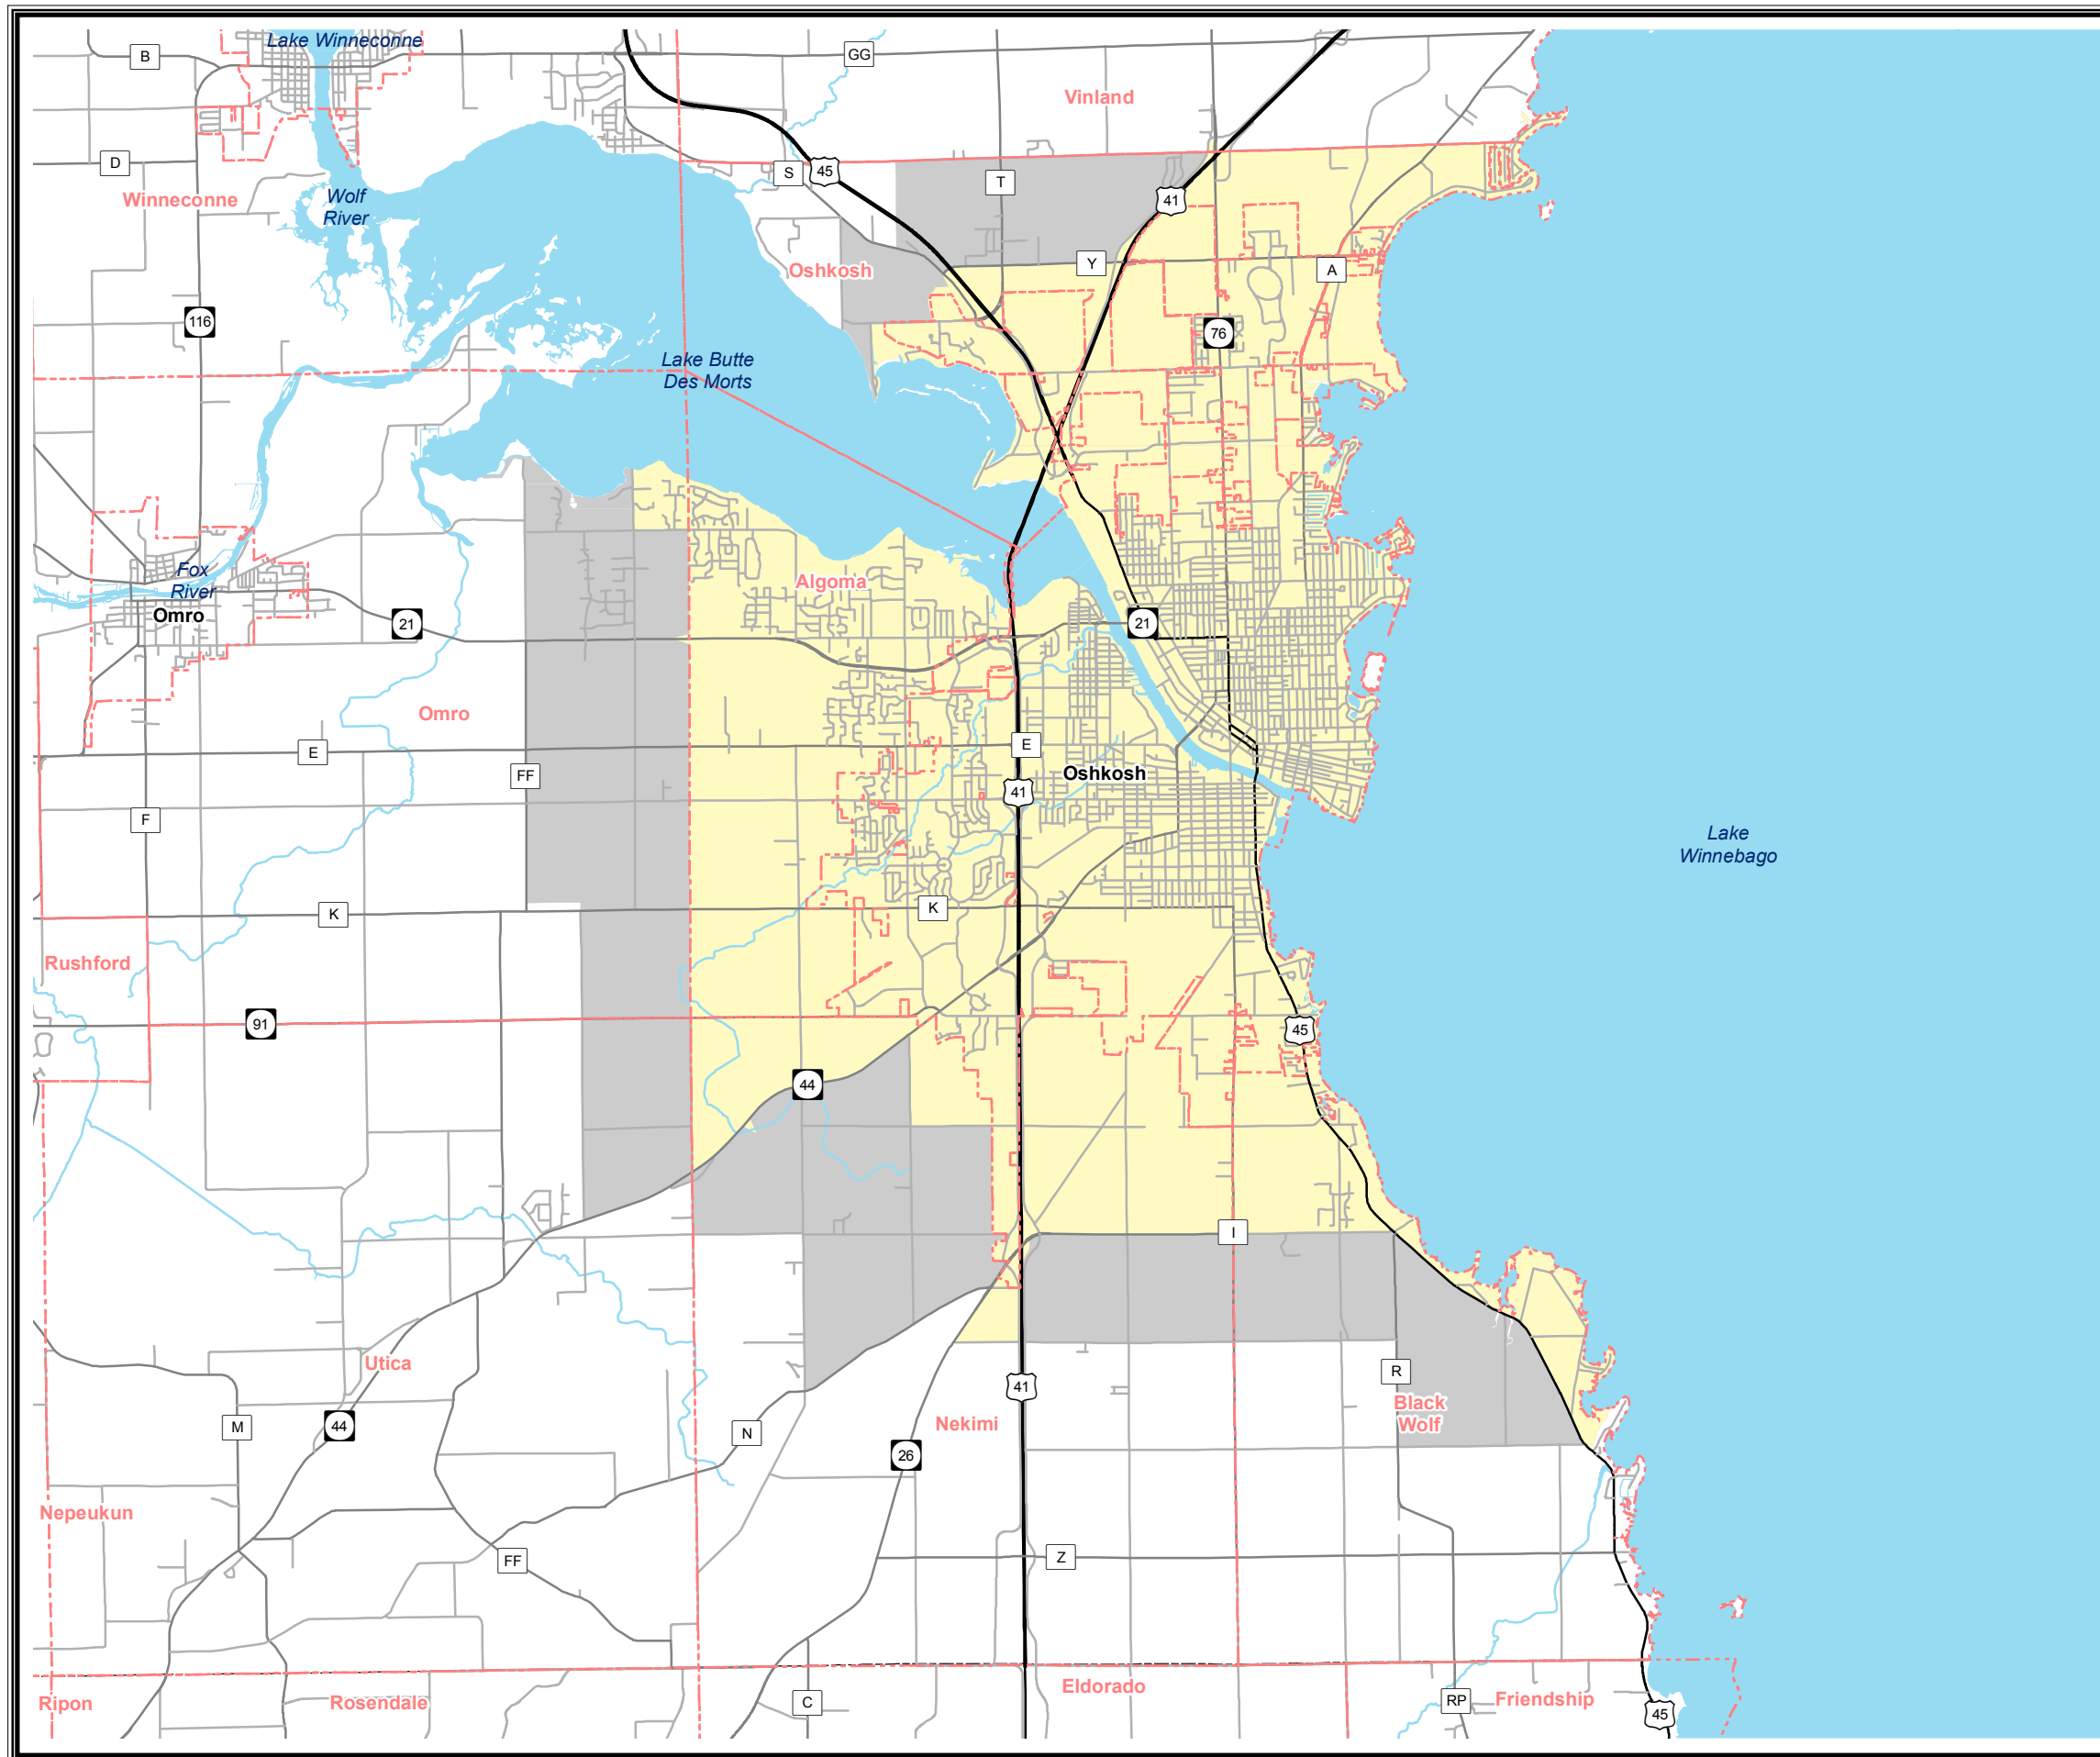 Lake Winneconne
B
GG
Vinland
D
S
45
T
Winneconne
Wolf
River
41
Y
Oshkosh
A
116
76
Lake Butte
Des Morts
Fox
River
Algoma
Omro
21
21
Omro
E
E
FF
Oshkosh
41
F
Lake
Winnebago
K
K
Rushford
91
45
44
I
Utica
41
R
Black
Wolf
M
44
N
Nekimi
26
Nepeukun
FF
Z
Ripon
Rosendale
C
Eldorado
RP
Friendship
45